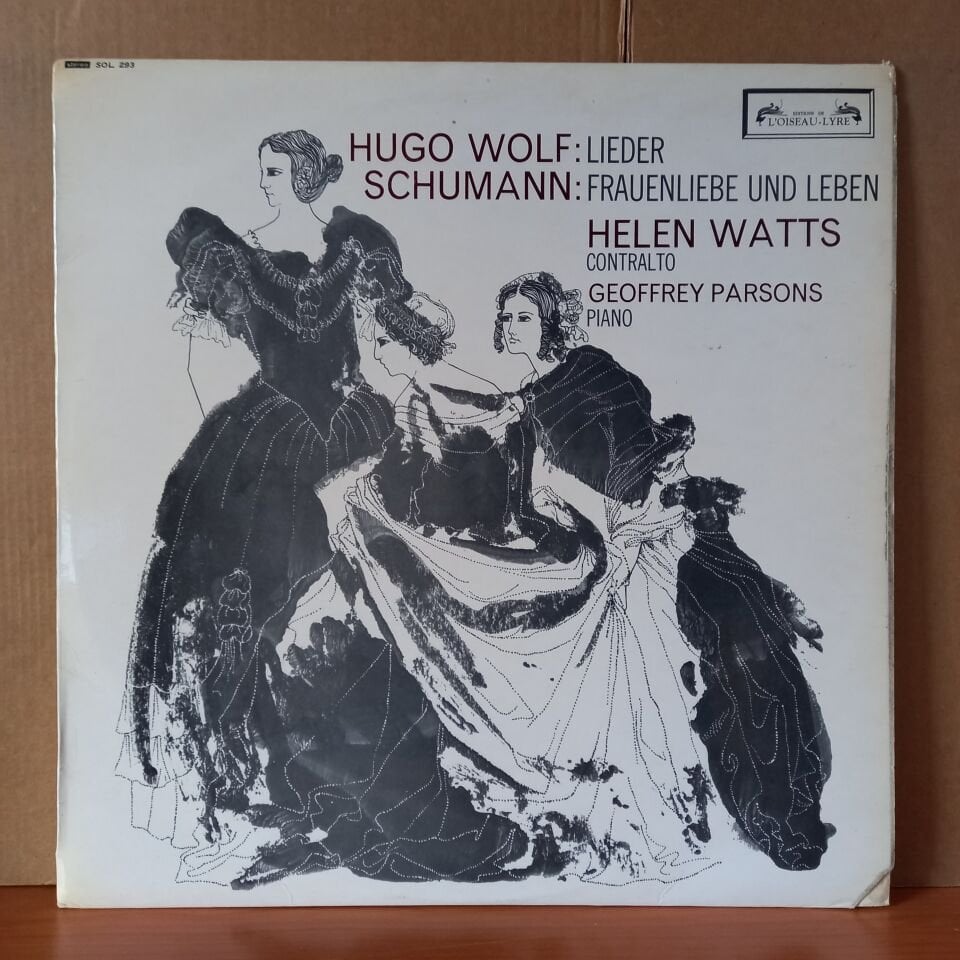 stereo SOL 293
EDITIONS DE
L'OISEAU-LYRE
HUGO WOLF: LIEDER
SCHUMANN: FRAUENLIEBE UND LEBEN
HELEN WATTS
CONTRALTO
GEOFFREY PARSONS
PIANO